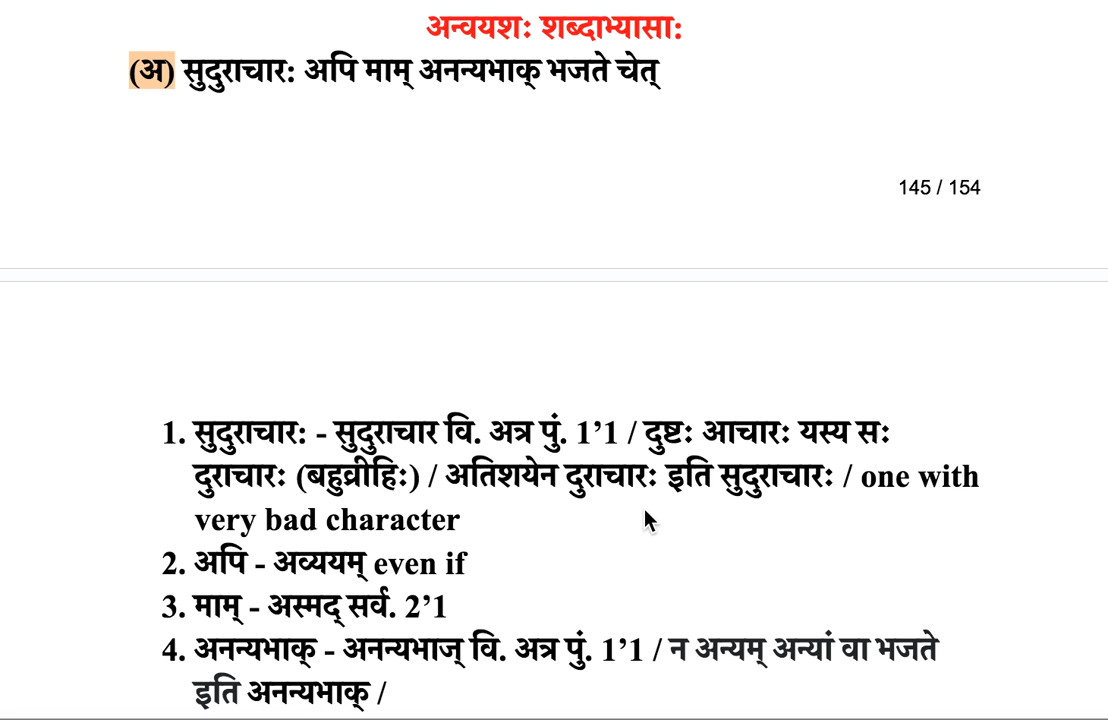 अन्वयशः शब्दाभ्यासा:
(अ) सुदुराचार: अपि माम् अनन्यभाक् भजते चेत्
145 / 154
1. सुदुराचार: - सुदुराचार वि. अत्र पुं. 1’1 / दुष्टः आचारः यस्य सः
दुराचारः (बहुव्रीहिः) / अतिशयेन दुराचारः इति सुदुराचारः / one with
very bad character
2. अपि - अव्ययम् even if
3. माम् - अस्मद् सर्व. 2’1
4. अनन्यभाक् - अनन्यभाज् वि. अत्र पुं. 1’1 / न अन्यम् अन्यां वा भजते
इति अनन्यभाक् /